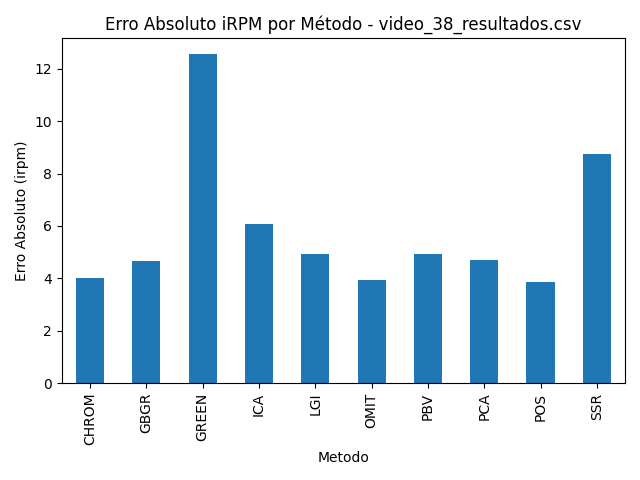 Erro Absoluto iRPM por Método - video_38_resultados.csv
Erro Absoluto (irpm)
12
10
8
6
4
2
0
CHROM
GBGR
GREEN
ICA
LGI
OMIT
PBV
PCA
POS
SSR
Metodo